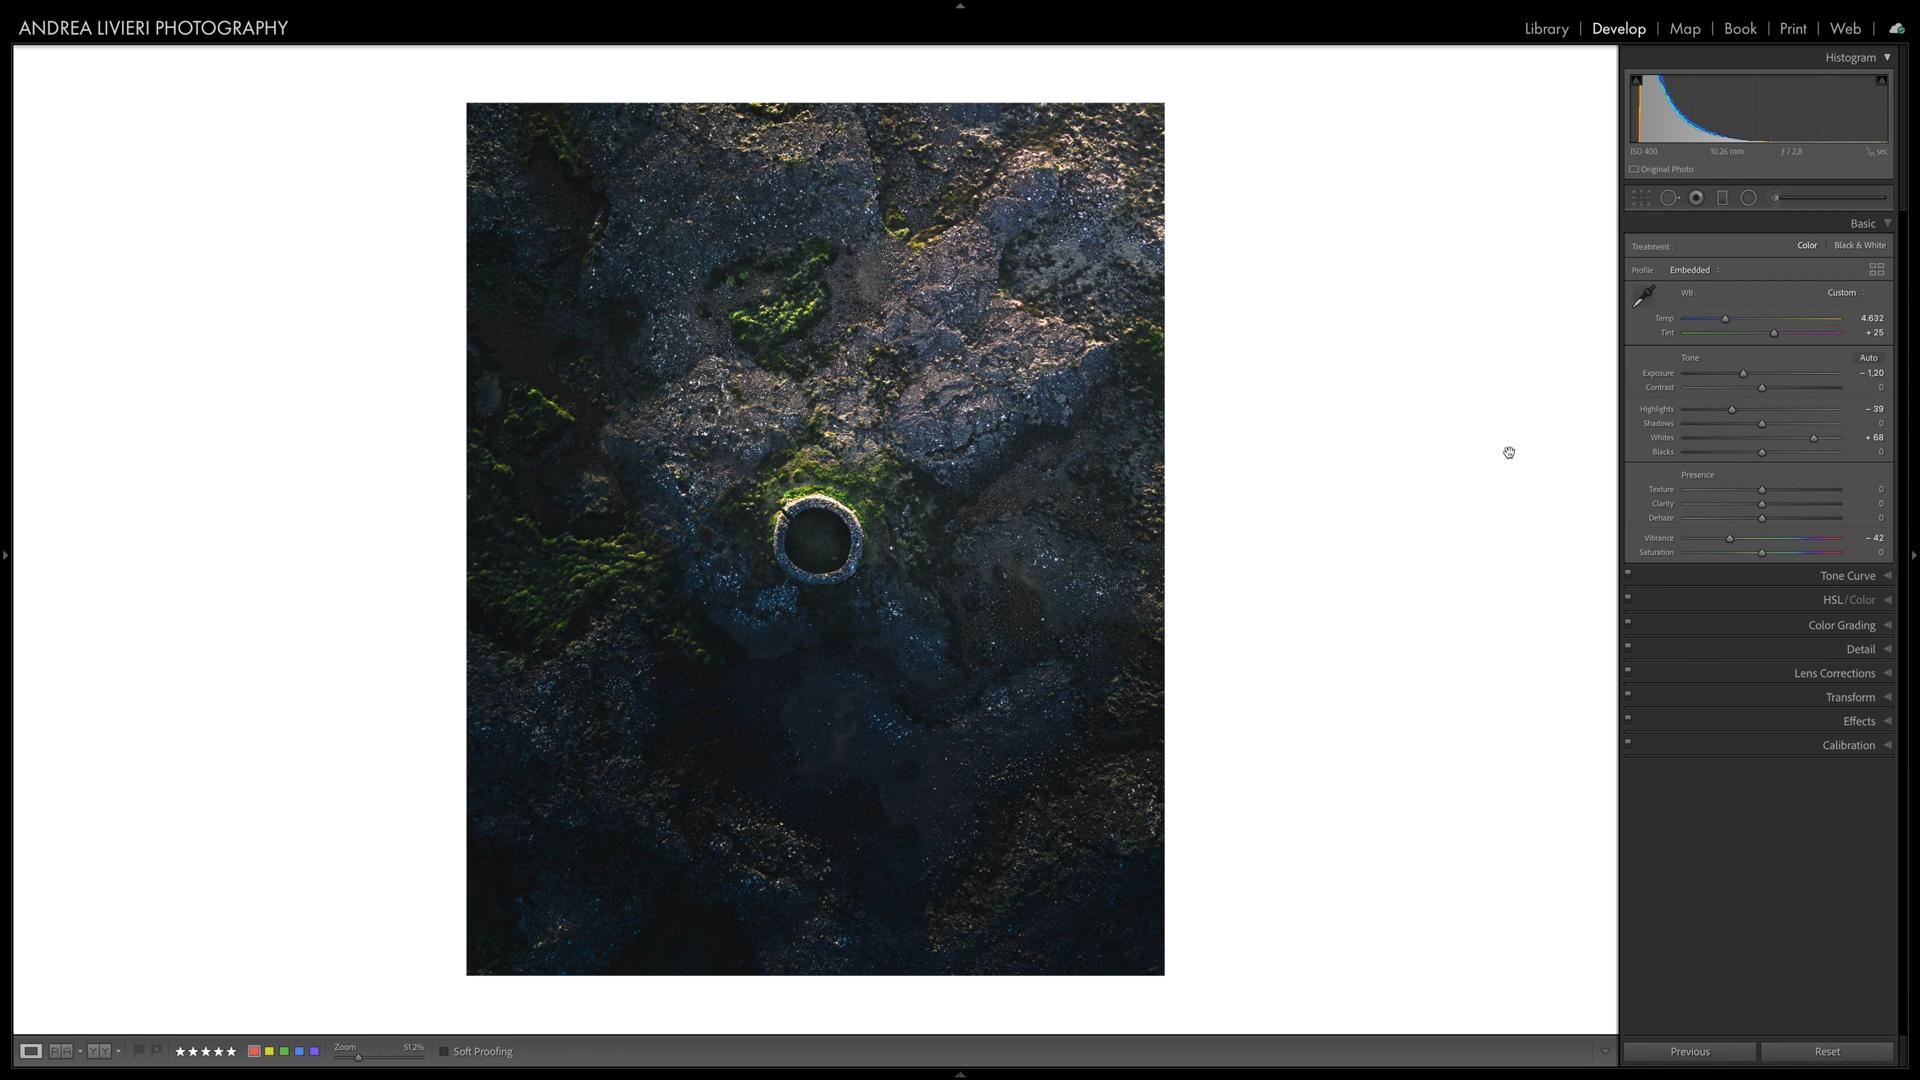 ANDREA LIVIERI PHOTOGRAPHY
Library | Develop | Map | Book | Print | Web |
Histogram
ISO 400 10.26 mm ƒ / 2,8 sec
Original Photo
Basic
Treatment : Color Black & White
Profile : Embedded
WB : Custom
Temp 4.632
Tint + 25
Tone Auto
Exposure – 1,20
Contrast 0
Highlights – 39
Shadows 0
Whites + 68
Blacks 0
Presence
Texture 0
Clarity 0
Dehaze 0
Vibrance – 42
Saturation 0
Tone Curve
HSL / Color
Color Grading
Detail
Lens Corrections
Transform
Effects
Calibration
R A Y Y Zoom 51.2% Soft Proofing
Previous Reset